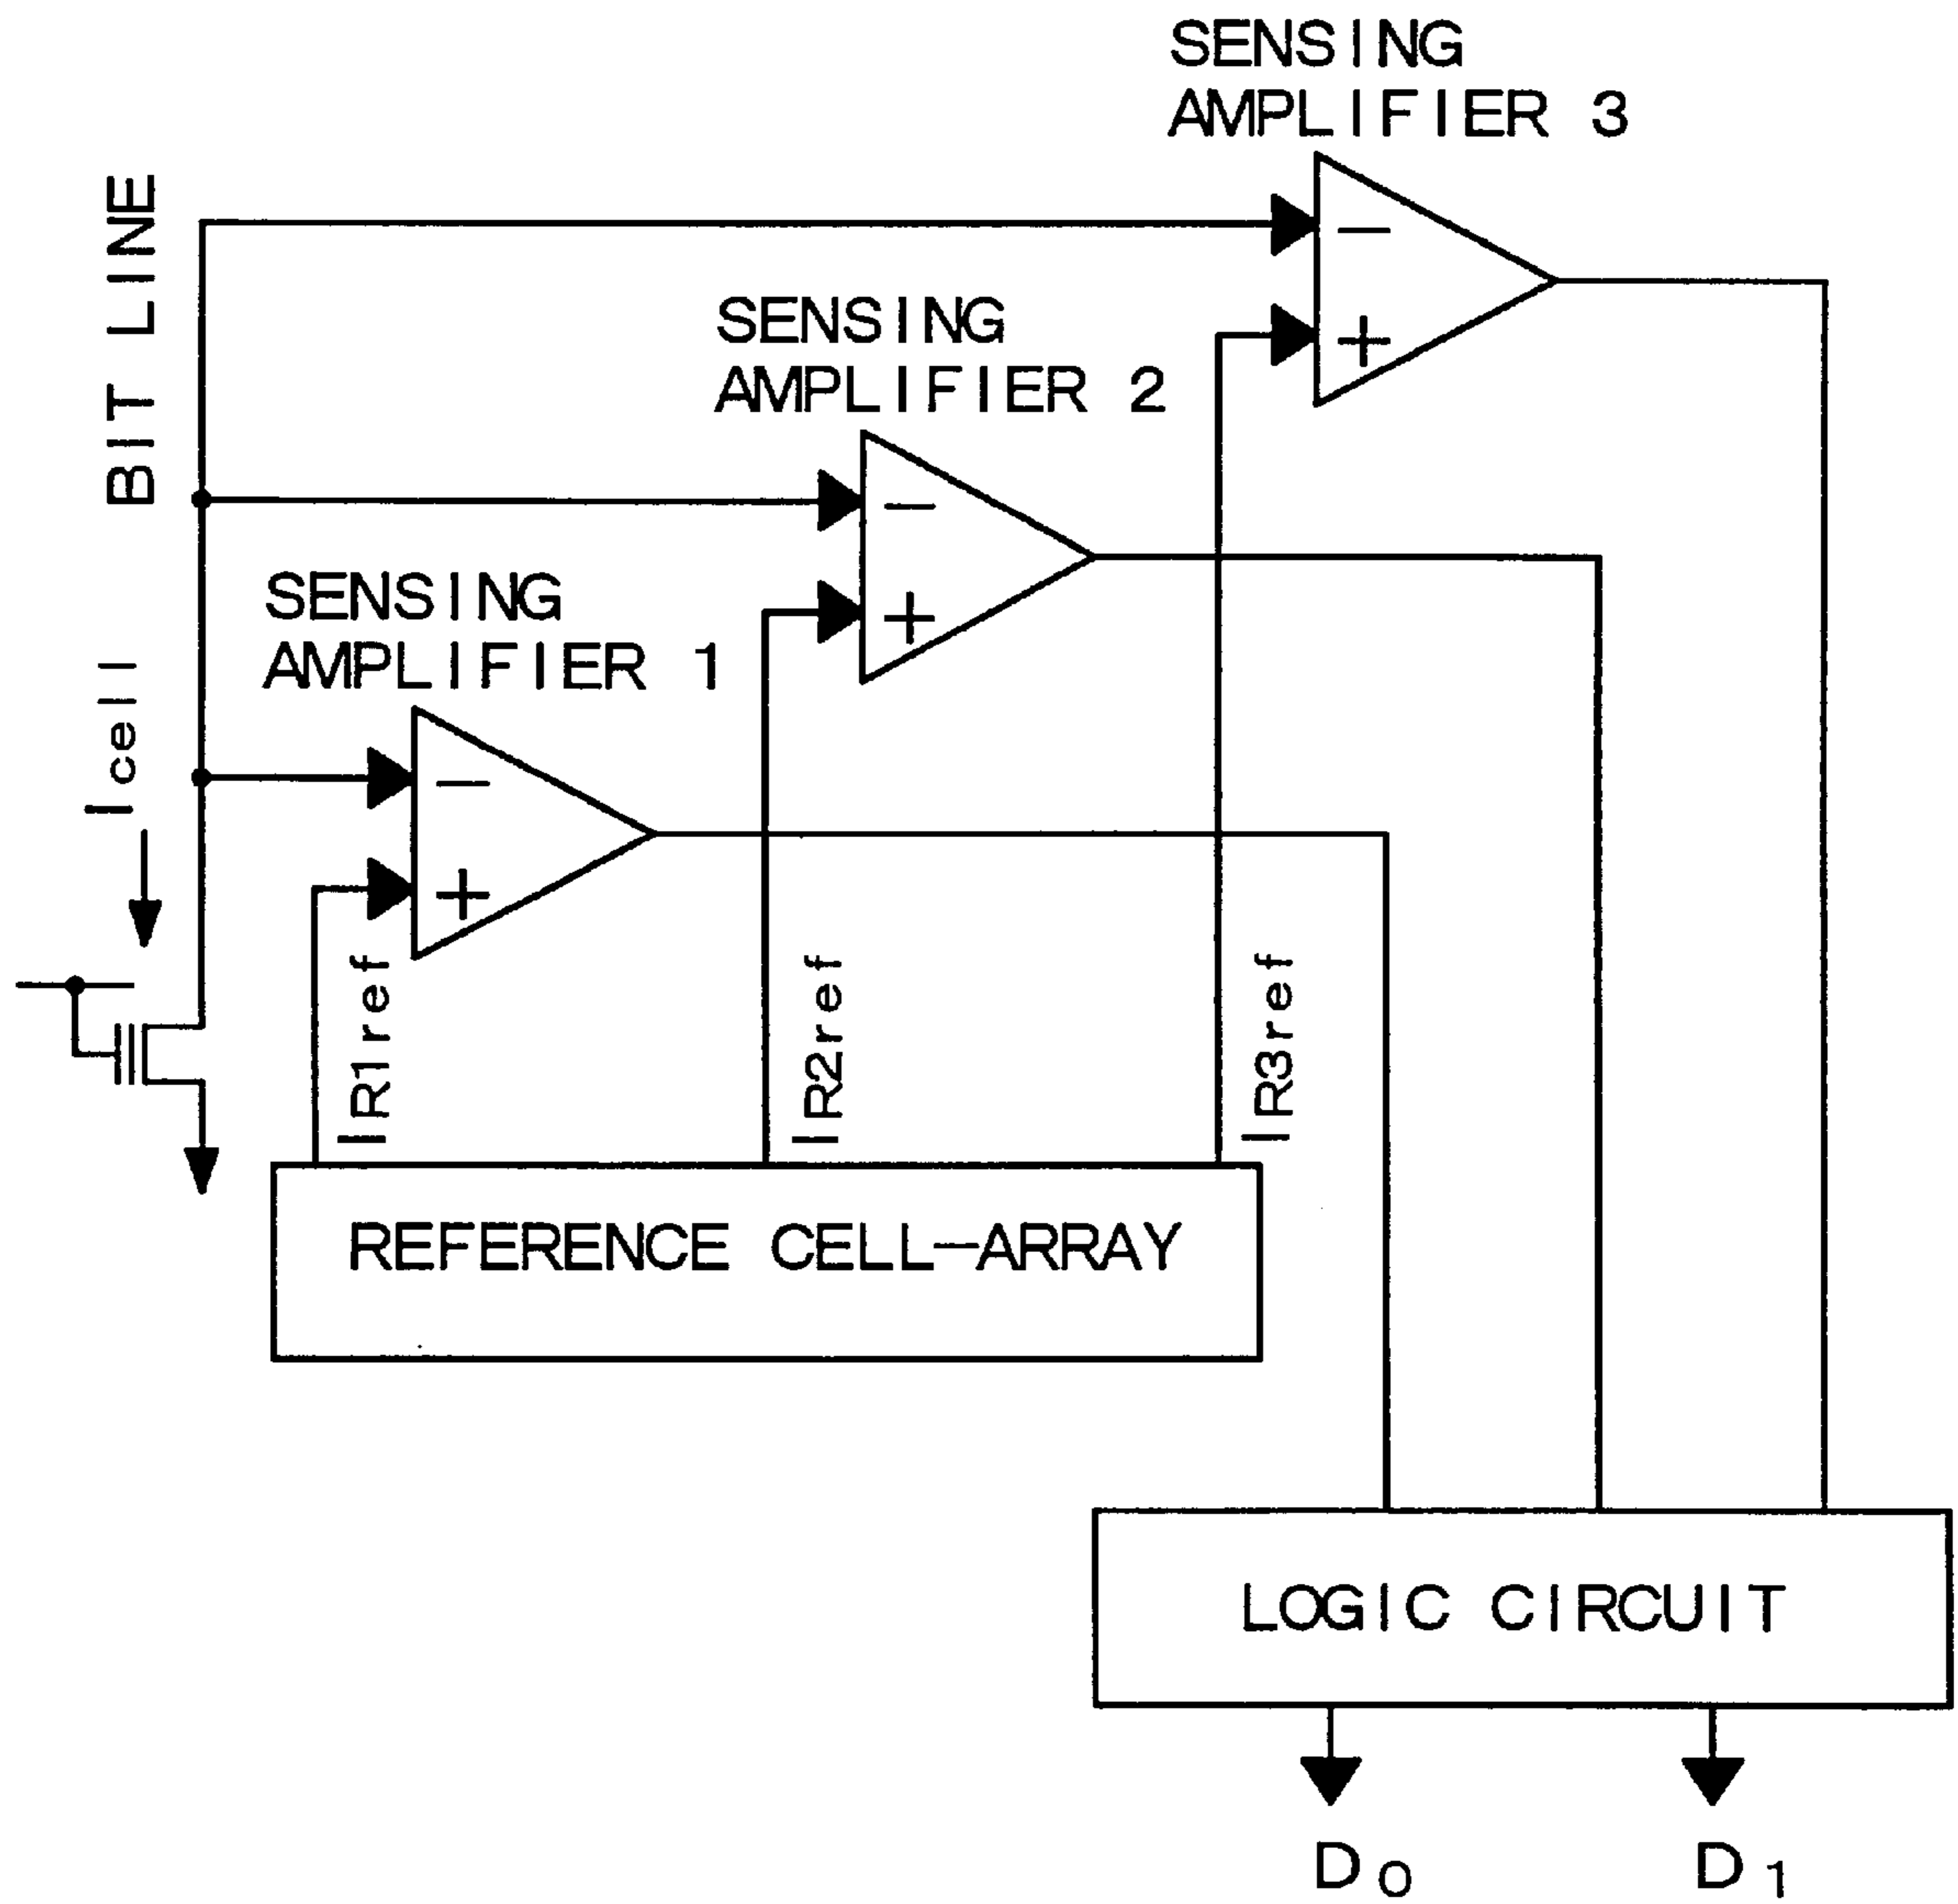 SENSING
AMPLIFIER 3
BIT LINE
SENSING
AMPLIFIER 2
SENSING
AMPLIFIER 1
Icell
IR1ref
IR2ref
IR3ref
REFERENCE CELL-ARRAY
LOGIC CIRCUIT
D0
D1